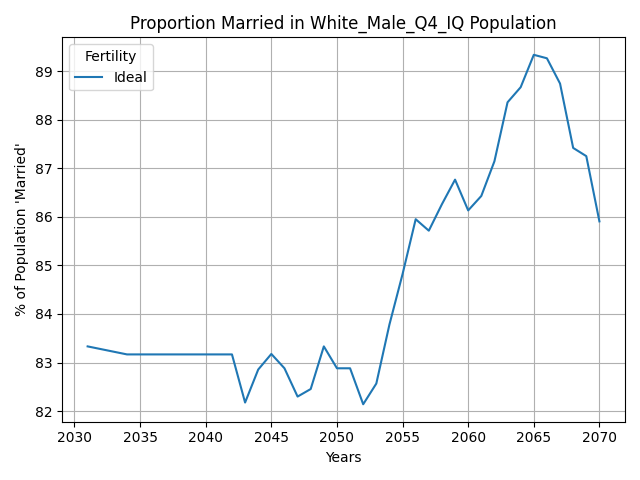 Proportion Married in White_Male_Q4_IQ Population
Fertility
Ideal
% of Population 'Married'
89
88
87
86
85
84
83
82
2030 2035 2040 2045 2050 2055 2060 2065 2070
Years